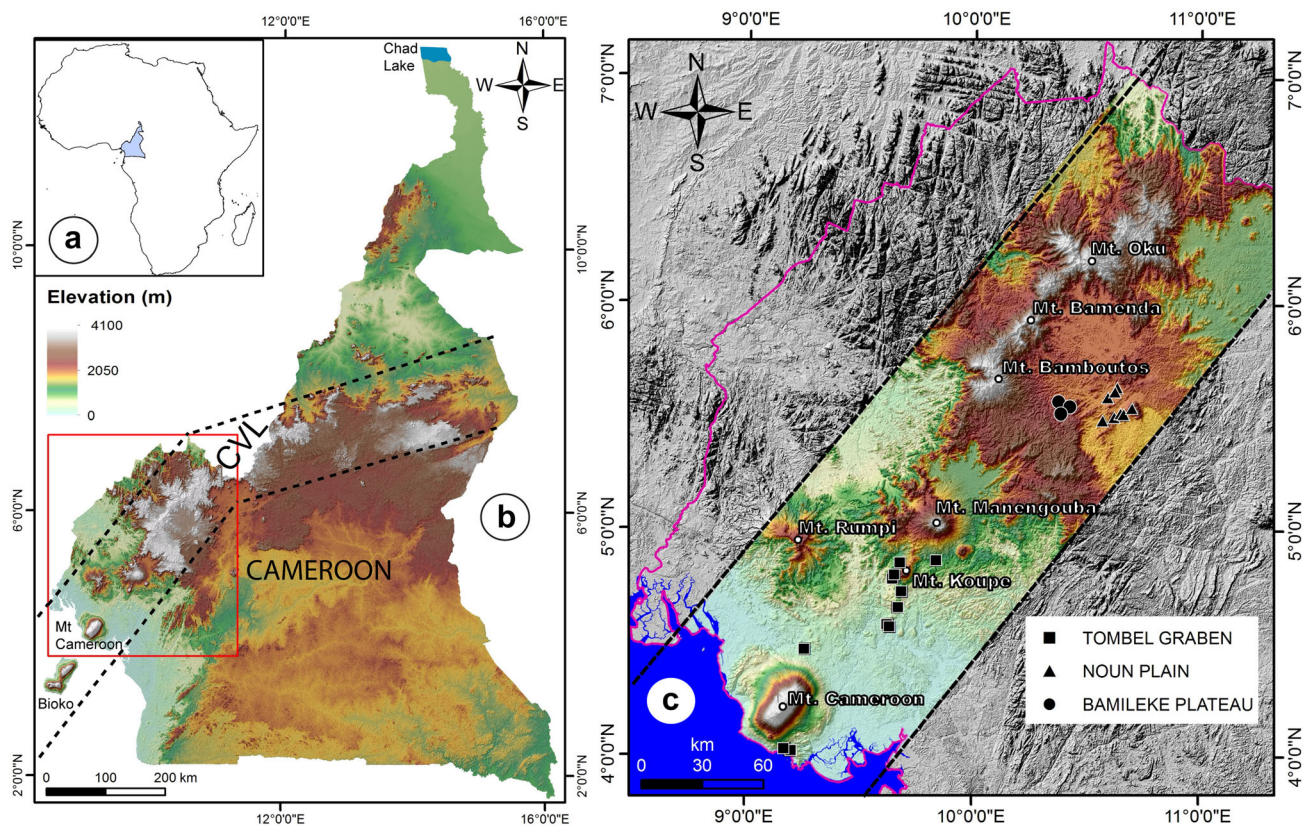 12°0'0"E
16°0'0"E
Chad
Lake
N
W
E
S
a
10°0'0"N
10°0'0"N
Elevation (m)
4100
2050
0
CVL
6°0'0"N
6°0'0"N
b
CAMEROON
Mt
Cameroon
Bioko
2°0'0"N
2°0'0"N
km
0
100
200 km
12°0'0"E
16°0'0"E
9°0'0"E
10°0'0"E
11°0'0"E
7°0'0"N
7°0'0"N
N
W
E
S
Mt. Oku
6°0'0"N
6°0'0"N
Mt. Bamenda
Mt. Bamboutos
Mt. Manengouba
5°0'0"N
5°0'0"N
Mt. Rumpi
Mt. Koupe
TOMBEL GRABEN
NOUN PLAIN
BAMILEKE PLATEAU
c
Mt. Cameroon
km
0
30
60
4°0'0"N
4°0'0"N
9°0'0"E
10°0'0"E
11°0'0"E